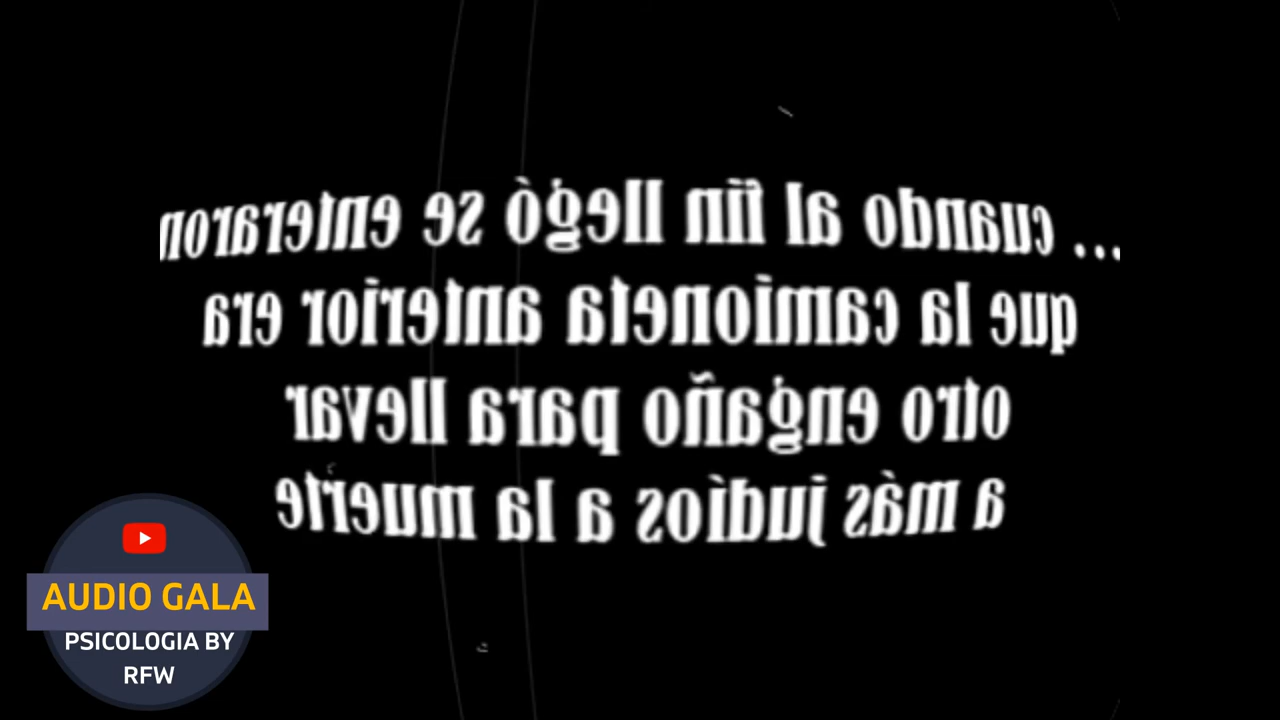 ... cuando al fin llegó se enteraron
que la camioneta anterior era
otro engaño para llevar
a más judíos a la muerte
AUDIO GALA
PSICOLOGIA BY
RFW